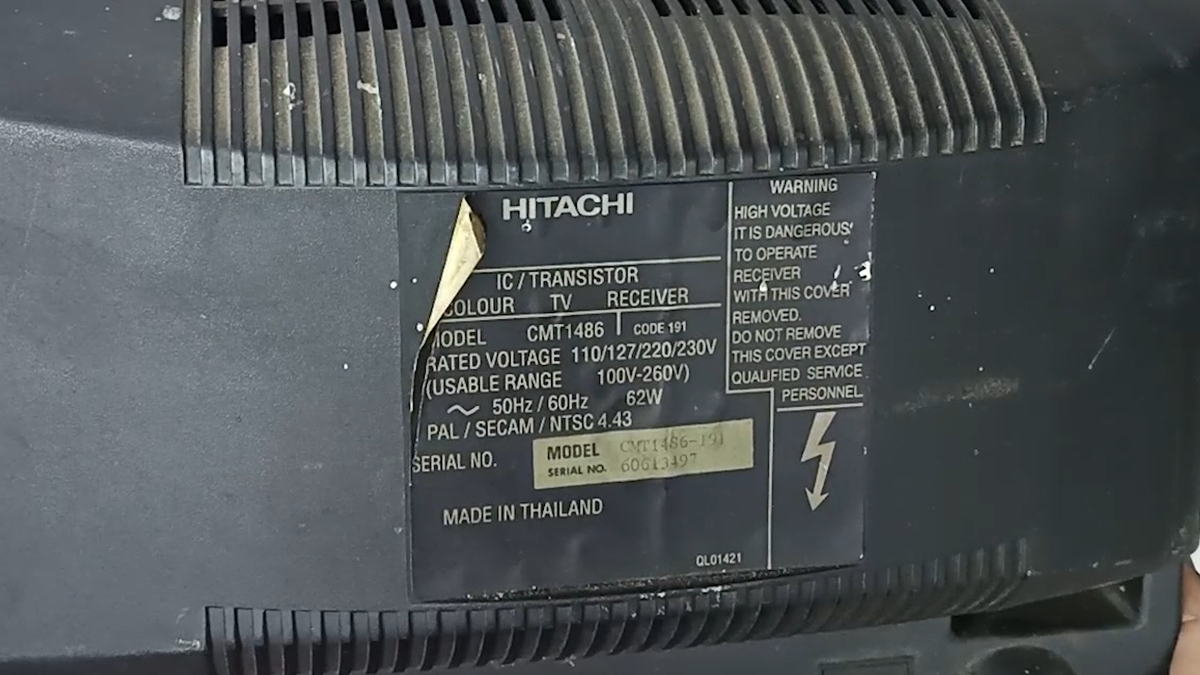 HITACHI
IC / TRANSISTOR
COLOUR TV RECEIVER
MODEL CMT1486 CODE 191
RATED VOLTAGE 110/127/220/230V
(USABLE RANGE 100V-260V)
50Hz / 60Hz 62W
PAL / SECAM / NTSC 4.43
SERIAL NO.
MODEL CMT1486-191
SERIAL NO. 60613497
MADE IN THAILAND
QL01421
WARNING
HIGH VOLTAGE
IT IS DANGEROUS
TO OPERATE
RECEIVER
WITH THIS COVER
REMOVED.
DO NOT REMOVE
THIS COVER EXCEPT
QUALIFIED SERVICE
PERSONNEL